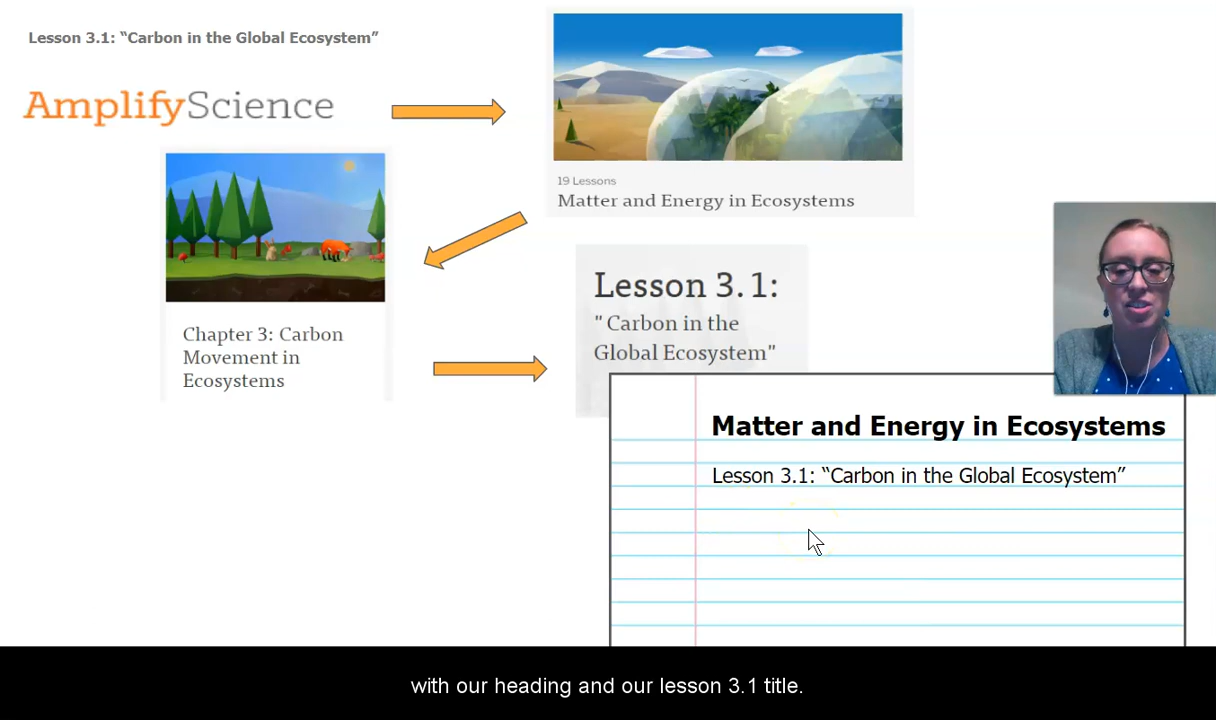 Lesson 3.1: “Carbon in the Global Ecosystem”
AmplifyScience
19 Lessons
Matter and Energy in Ecosystems
Chapter 3: Carbon
Movement in
Ecosystems
Lesson 3.1:
"Carbon in the
Global Ecosystem"
Matter and Energy in Ecosystems
Lesson 3.1: “Carbon in the Global Ecosystem”
with our heading and our lesson 3.1 title.